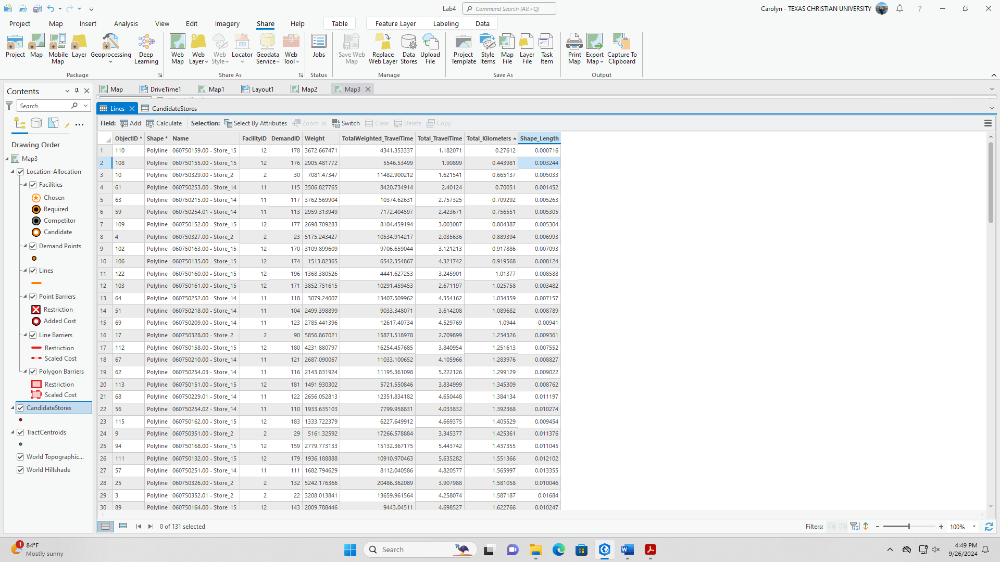 Lab4
Command Search (Alt+Q)
Carolyn - TEXAS CHRISTIAN UNIVERSITY
Project Map Insert Analysis View Edit Imagery Share Help Table Feature Layer Labeling Data
Project Map Mobile Map Layer Geoprocessing Deep Learning
Web Map Web Layer Web Style Locator Geodata Service Web Tool
Jobs
Save Web Map Replace Web Layer Data Stores Upload File
Project Template Style Items Map File Layer File Task Item
Print Map Export Map Capture To Clipboard
Package Share As Status Manage Save As Output
Contents
Search
Drawing Order
Map3
Location-Allocation
Facilities
Chosen
Required
Competitor
Candidate
Demand Points
Lines
Point Barriers
Restriction
Added Cost
Line Barriers
Restriction
Scaled Cost
Polygon Barriers
Restriction
Scaled Cost
CandidateStores
TractCentroids
World Topographic...
World Hillshade
Map DriveTime1 Map1 Layout1 Map2 Map3
Lines CandidateStores
Field: Add Calculate Selection: Select By Attributes Zoom To Switch Clear Delete Copy
ObjectID * Shape * Name FacilityID DemandID Weight TotalWeighted_TravelTime Total_TravelTime Total_Kilometers Shape_Length
1 110 Polyline 060750159.00 - Store_15 12 178 3672.667471 4341.353337 1.182071 0.27612 0.000716
2 108 Polyline 060750155.00 - Store_15 12 176 2905.481772 5546.53499 1.90899 0.443981 0.003244
3 10 Polyline 060750329.00 - Store_2 2 30 7081.47347 11482.900212 1.621541 0.665137 0.005033
4 61 Polyline 060750253.00 - Store_14 11 115 3506.827765 8420.734914 2.40124 0.70051 0.001452
5 63 Polyline 060750215.00 - Store_14 11 117 3762.569904 10374.62631 2.757325 0.709292 0.005263
6 59 Polyline 060750254.01 - Store_14 11 113 2959.313949 7172.404597 2.423671 0.756551 0.005305
7 109 Polyline 060750152.00 - Store_15 12 177 2698.709283 8104.459194 3.003087 0.804387 0.005304
8 4 Polyline 060750327.00 - Store_2 2 23 5175.243427 10534.914217 2.035636 0.889394 0.006993
9 102 Polyline 060750163.00 - Store_15 12 170 3109.899609 9706.659044 3.121213 0.917886 0.007093
10 106 Polyline 060750135.00 - Store_15 12 174 1513.82365 6542.354867 4.321742 0.919568 0.008124
11 122 Polyline 060750160.00 - Store_15 12 196 1368.380526 4441.627253 3.245901 1.01377 0.008588
12 103 Polyline 060750161.00 - Store_15 12 171 3852.751615 10291.459453 2.671197 1.025758 0.003482
13 64 Polyline 060750252.00 - Store_14 11 118 3079.24007 13407.509962 4.354162 1.034359 0.007157
14 51 Polyline 060750218.00 - Store_14 11 104 2499.398899 9033.348071 3.614208 1.089682 0.008789
15 69 Polyline 060750209.00 - Store_14 11 123 2785.441396 12617.40734 4.529769 1.0944 0.00941
16 17 Polyline 060750328.00 - Store_2 2 90 5856.867021 15871.518978 2.709899 1.234326 0.009361
17 112 Polyline 060750158.00 - Store_15 12 180 4231.880797 16254.457685 3.840954 1.251613 0.007552
18 67 Polyline 060750210.00 - Store_14 11 121 2687.090067 11033.100652 4.105966 1.283976 0.008827
19 62 Polyline 060750254.03 - Store_14 11 116 2143.831924 11195.361098 5.222126 1.299129 0.009022
20 113 Polyline 060750151.00 - Store_15 12 181 1491.930302 5721.550846 3.834999 1.345309 0.008762
21 68 Polyline 060750229.01 - Store_14 11 122 2656.052813 12351.834182 4.650448 1.384134 0.011197
22 56 Polyline 060750254.02 - Store_14 11 110 1933.635103 7799.958831 4.033832 1.392368 0.010274
23 115 Polyline 060750162.00 - Store_15 12 183 1333.722379 6227.649912 4.669375 1.405529 0.009454
24 9 Polyline 060750351.00 - Store_2 2 29 5161.32592 17266.578884 3.345377 1.425361 0.011376
25 94 Polyline 060750168.00 - Store_15 12 159 2779.773133 15132.367175 5.443742 1.437355 0.011045
26 111 Polyline 060750132.00 - Store_15 12 179 1936.188888 10910.970463 5.635282 1.551366 0.012102
27 57 Polyline 060750251.00 - Store_14 11 111 1682.794629 8112.040586 4.820577 1.565997 0.013355
28 25 Polyline 060750326.00 - Store_2 2 132 5242.176366 20486.362089 3.907988 1.581058 0.010046
29 3 Polyline 060750352.01 - Store_2 2 22 3208.013841 13659.961564 4.258074 1.587187 0.01684
30 89 Polyline 060750164.00 - Store_15 12 143 2009.788446 9443.04511 4.698527 1.622766 0.010247
0 of 131 selected
Filters:
100%
1
84°F
Mostly sunny
Search
4:49 PM
9/26/2024